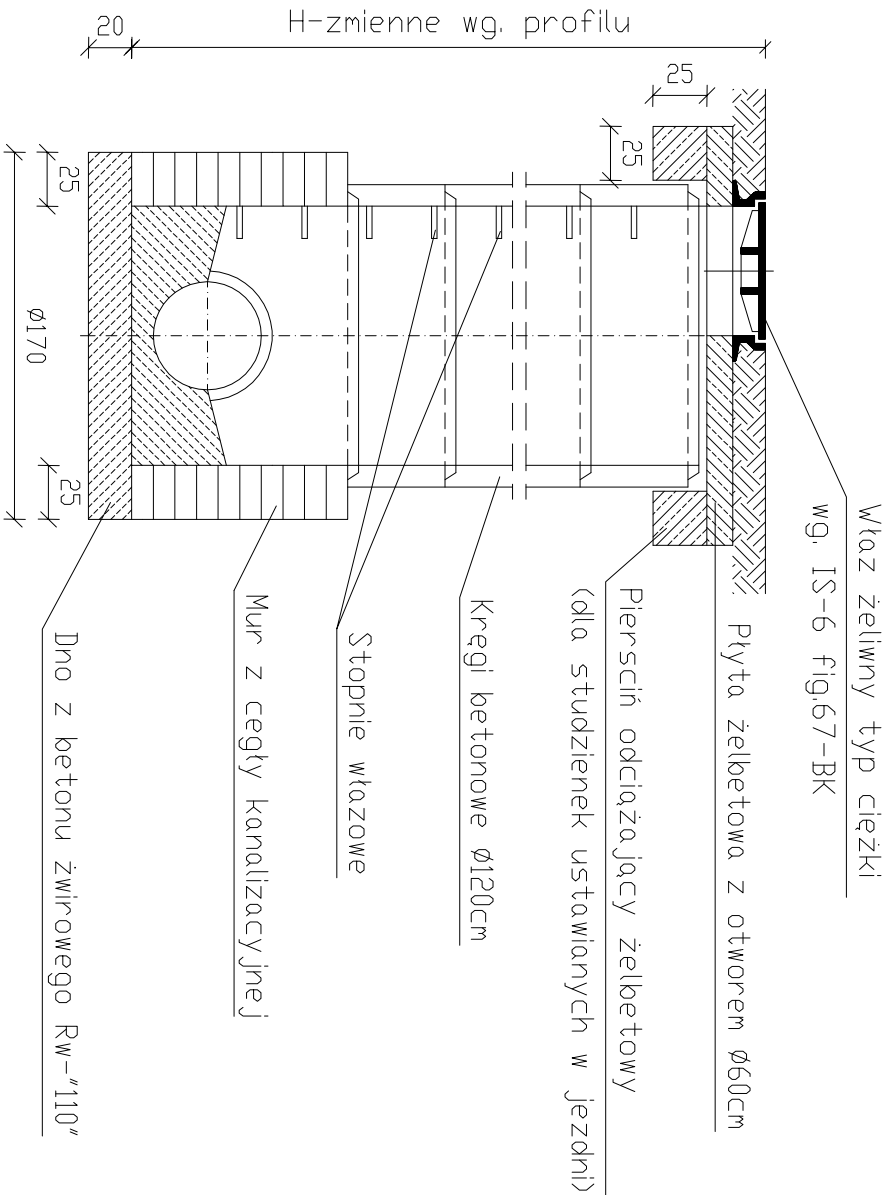 Właz żeliwny typ ciężki
wg. IS-6 fig.67-BK
Płyta żelbetowa z otworem Ø60cm
Piersciń odciążający żelbetowy
(dla studzienek ustawianych w jezdni)
Kręgi betonowe Ø120cm
Stopnie włazowe
Mur z cegły kanalizacyjnej
Dno z betonu żwirowego Rw-"110"
H-zmienne wg. profilu
20
25
25
25
Ø170
25